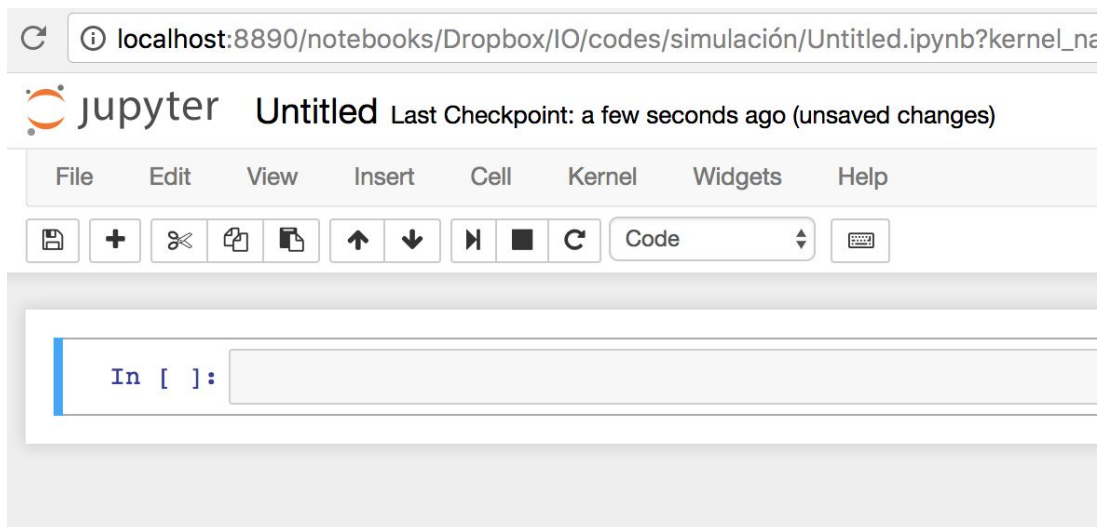 localhost:8890/notebooks/Dropbox/IO/codes/simulación/Untitled.ipynb?kernel_na
jupyter Untitled Last Checkpoint: a few seconds ago (unsaved changes)
File Edit View Insert Cell Kernel Widgets Help
Code
In [ ]: